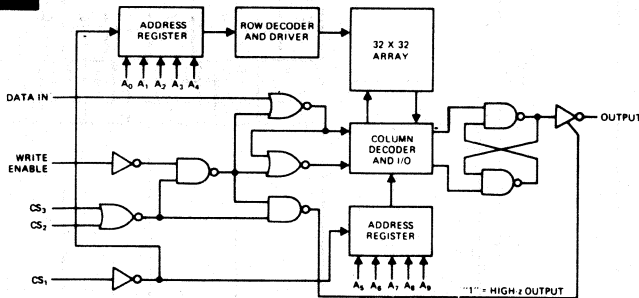 ADDRESS
REGISTER
ROW DECODER
AND DRIVER
32 X 32
ARRAY
A0 A1 A2 A3 A4
DATA IN
WRITE
ENABLE
COLUMN
DECODER
AND I/O
OUTPUT
CS3
CS2
ADDRESS
REGISTER
CS1
A5 A6 A7 A8 A9
"1" = HIGH-z OUTPUT